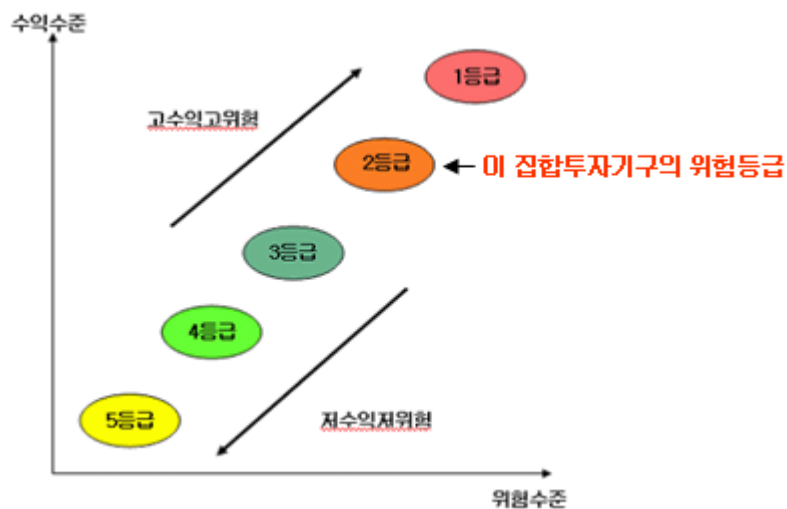 수익수준
1등급
고수익고위험
2등급
이 집합투자기구의 위험등급
3등급
4등급
5등급
저수익저위험
위험수준